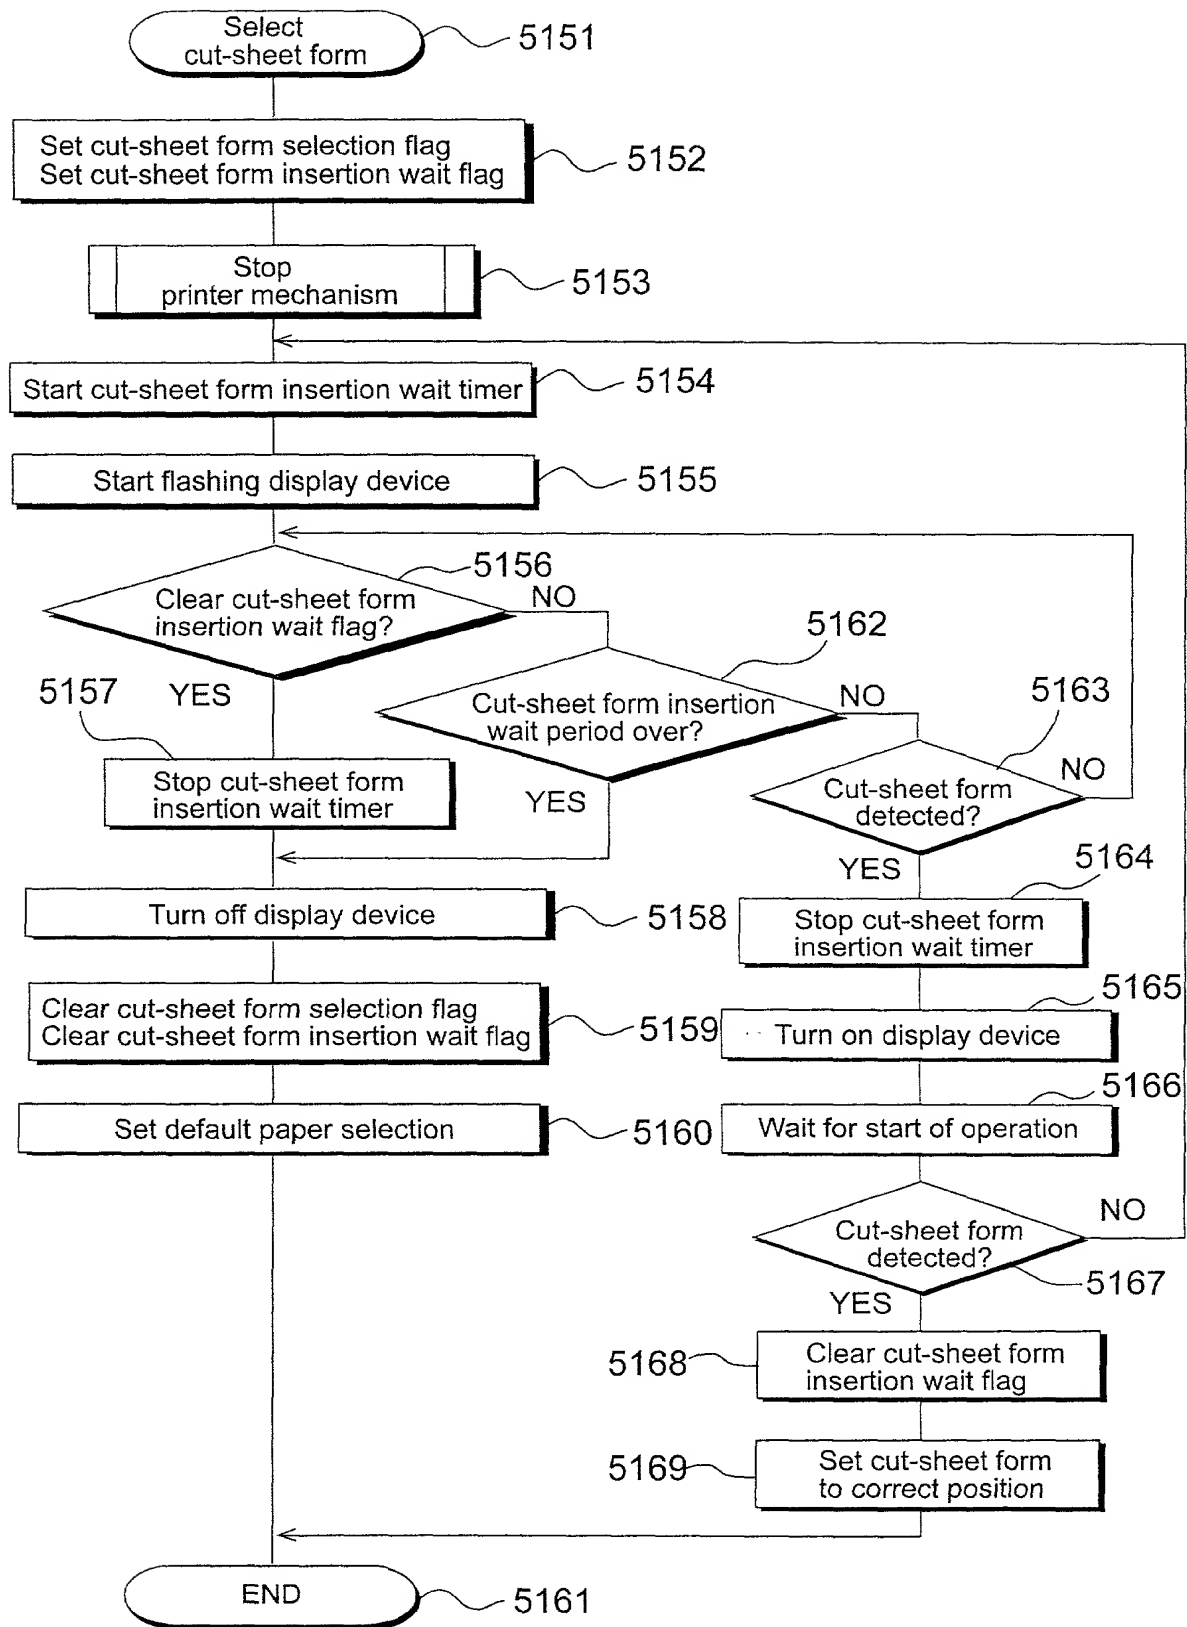 Select
cut-sheet form
5151
Set cut-sheet form selection flag
Set cut-sheet form insertion wait flag
5152
Stop
printer mechanism
5153
Start cut-sheet form insertion wait timer
5154
Start flashing display device
5155
5156
Clear cut-sheet form
insertion wait flag?
NO
YES
5162
Cut-sheet form insertion
wait period over?
NO
YES
5163
Cut-sheet form
detected?
NO
YES
5157
Stop cut-sheet form
insertion wait timer
5164
Stop cut-sheet form
insertion wait timer
Turn off display device
5158
5165
Turn on display device
Clear cut-sheet form selection flag
Clear cut-sheet form insertion wait flag
5159
5166
Wait for start of operation
Set default paper selection
5160
Cut-sheet form
detected?
NO
5167
YES
5168
Clear cut-sheet form
insertion wait flag
5169
Set cut-sheet form
to correct position
END
5161